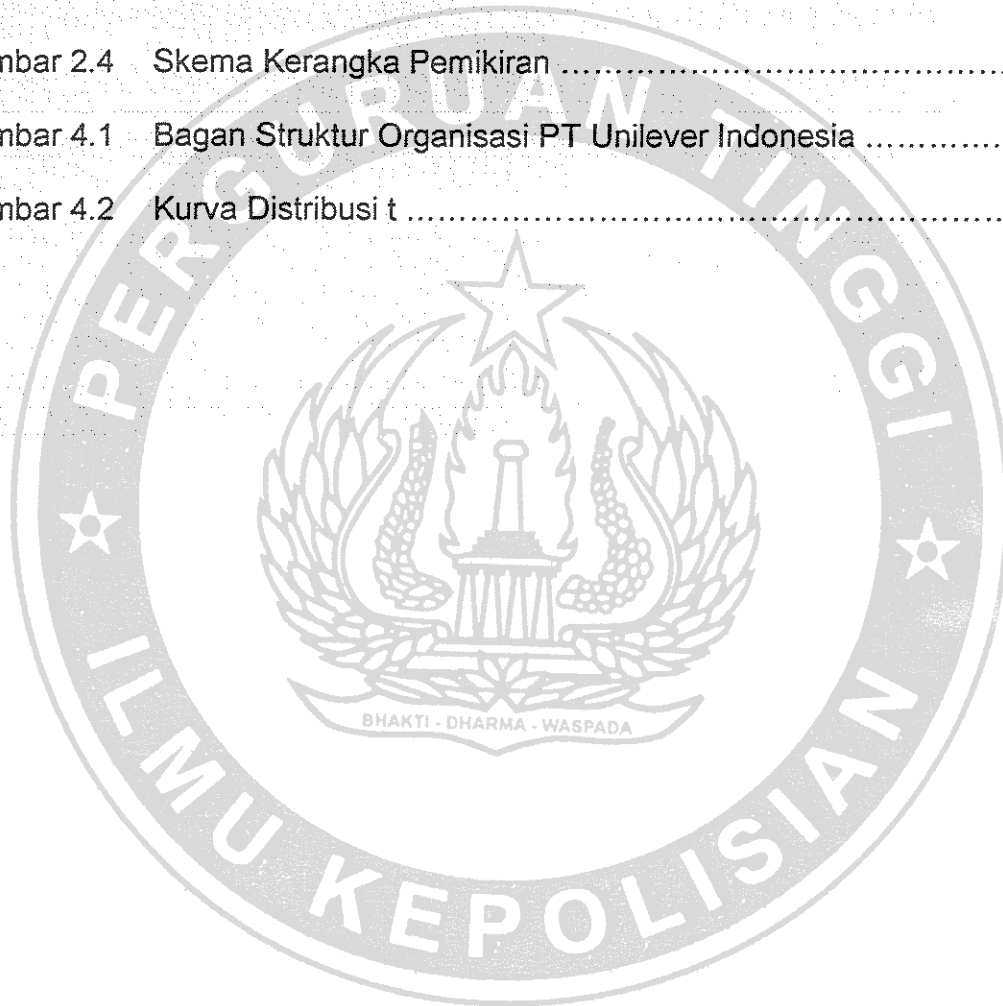 mbar 2.4 Skema Kerangka Pemikiran ........................................
mbar 4.1 Bagan Struktur Organisasi PT Unilever Indonesia .............
mbar 4.2 Kurva Distribusi t ......................................................
PERGURUAN TINGGI
BHAKTI - DHARMA - WASPADA
ILMU KEPOLISIAN